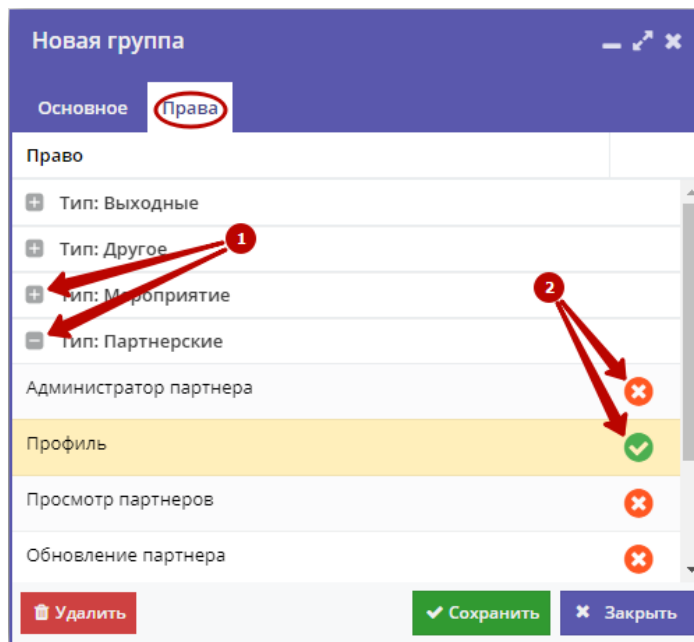 Новая группа
Основное Права
Право
Тип: Выходные
Тип: Другое
1
Тип: Мероприятие
2
Тип: Партнерские
Администратор партнера
Профиль
Просмотр партнеров
Обновление партнера
Удалить Сохранить Закрыть